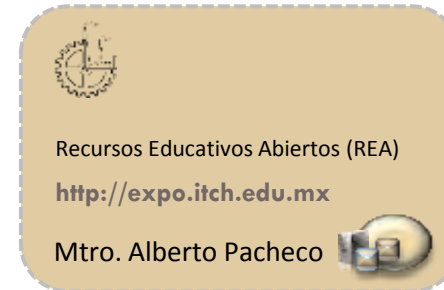 Recursos Educativos Abiertos (REA)
http://expo.itch.edu.mx
Mtro. Alberto Pacheco